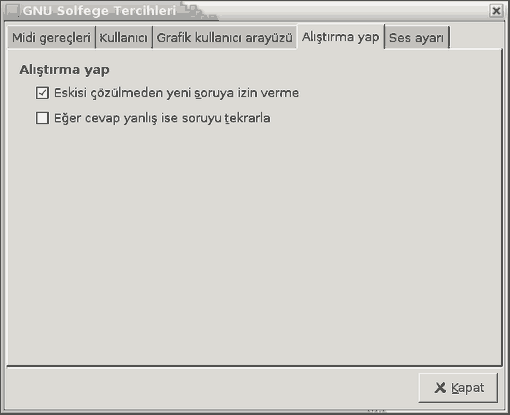 GNU Solfege Tercihleri
Midi gereçleri Kullanıcı Grafik kullanıcı arayüzü Alıştırma yap Ses ayarı
Alıştırma yap
Eskisi çözülmeden yeni soruya izin verme
Eğer cevap yanlış ise soruyu tekrarla
Kapat